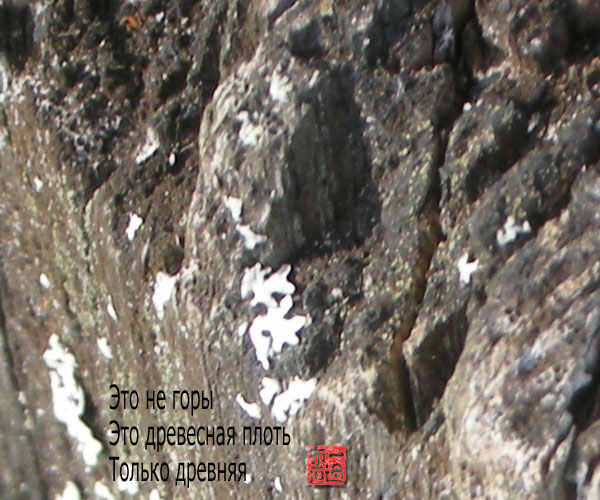 Это не горы
Это древесная плоть
Только древняя